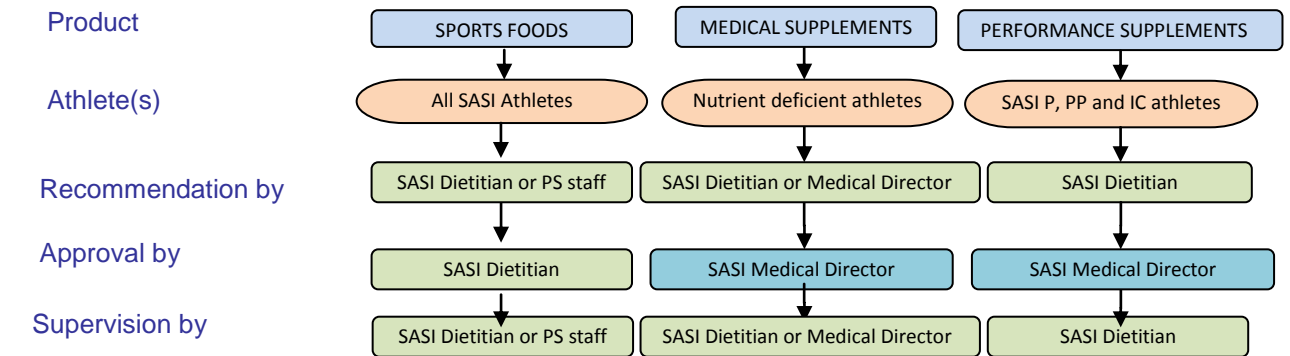 Product SPORTS FOODS MEDICAL SUPPLEMENTS PERFORMANCE SUPPLEMENTS
Athlete(s) All SASI Athletes Nutrient deficient athletes SASI P, PP and IC athletes
Recommendation by SASI Dietitian or PS staff SASI Dietitian or Medical Director SASI Dietitian
Approval by SASI Dietitian SASI Medical Director SASI Medical Director
Supervision by SASI Dietitian or PS staff SASI Dietitian or Medical Director SASI Dietitian